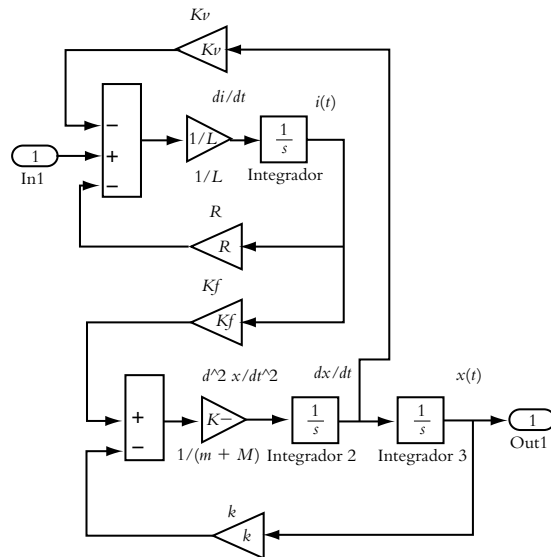 Kv
Kv
di/dt
i(t)
−
1
+
1/L
1
s
In1
−
1/L
Integrador
R
R
Kf
Kf
d^2 x/dt^2
dx/dt
x(t)
+
K−
1
s
1
s
1
−
Out1
1/(m + M)
Integrador 2
Integrador 3
k
k